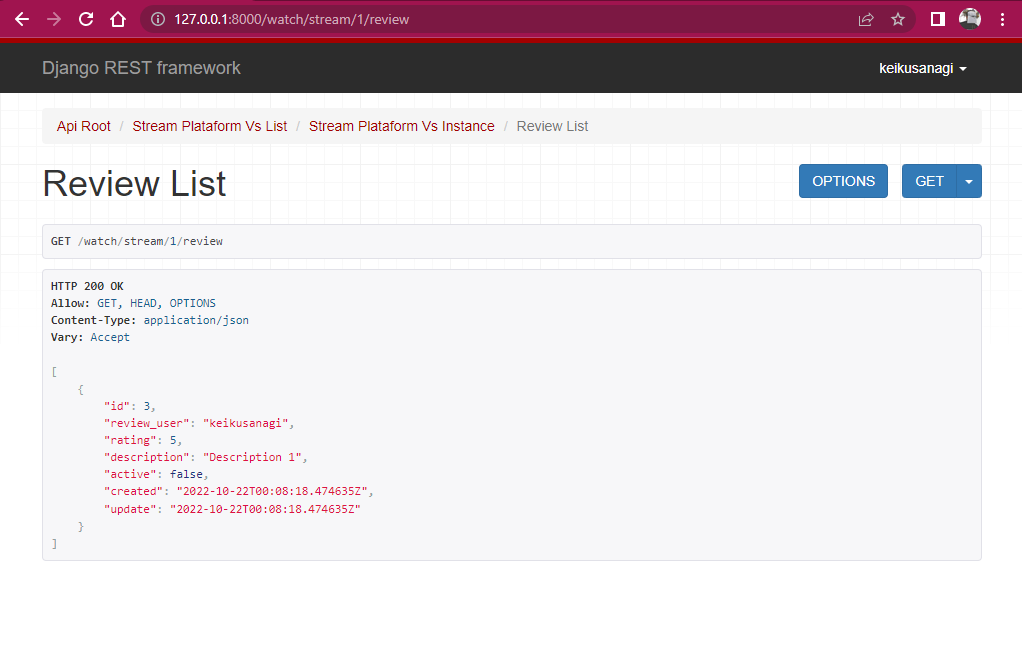 127.0.0.1:8000/watch/stream/1/review
Django REST framework
keikusanagi
Api Root / Stream Plataform Vs List / Stream Plataform Vs Instance / Review List
Review List
OPTIONS
GET
GET /watch/stream/1/review
HTTP 200 OK
Allow: GET, HEAD, OPTIONS
Content-Type: application/json
Vary: Accept
[
    {
        "id": 3,
        "review_user": "keikusanagi",
        "rating": 5,
        "description": "Description 1",
        "active": false,
        "created": "2022-10-22T00:08:18.474635Z",
        "update": "2022-10-22T00:08:18.474635Z"
    }
]